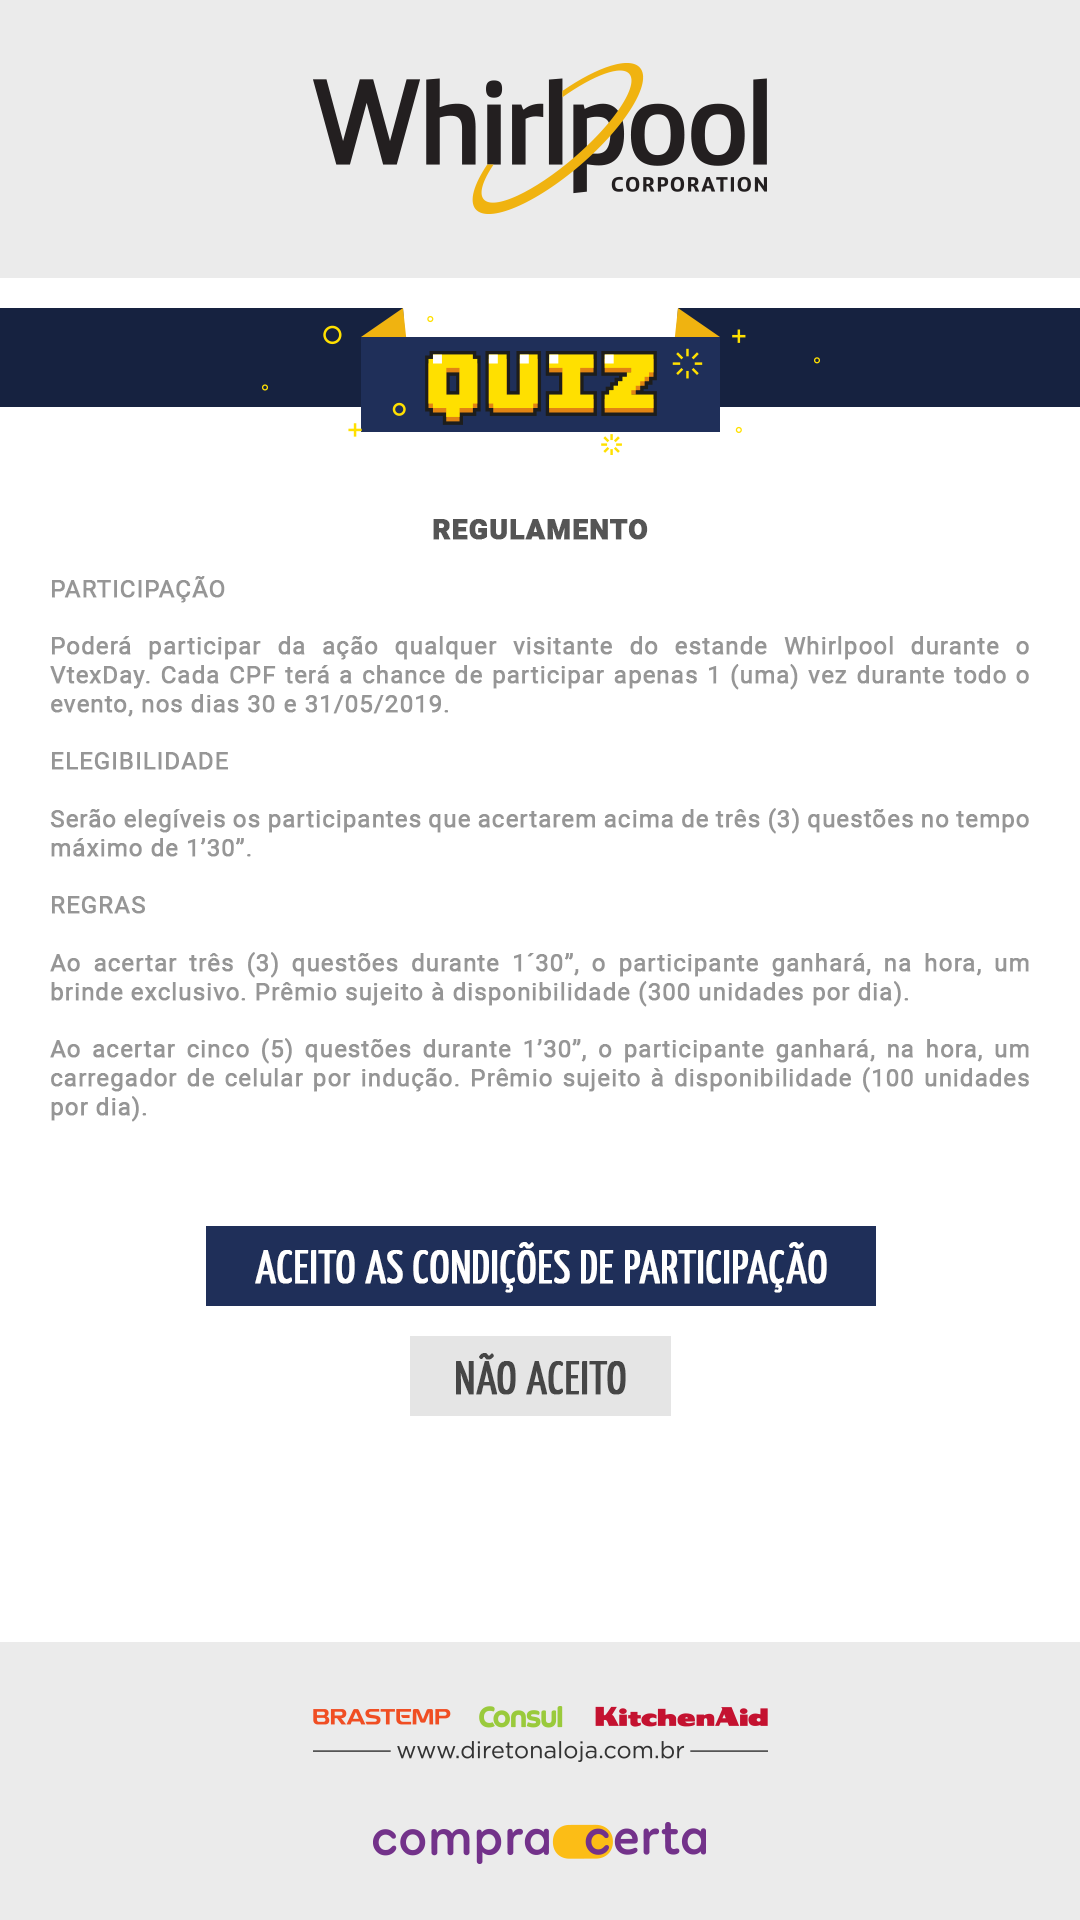 Whirlpool
CORPORATION
QUIZ
REGULAMENTO
PARTICIPAÇÃO
Poderá participar da ação qualquer visitante do estande Whirlpool durante o
VtexDay. Cada CPF terá a chance de participar apenas 1 (uma) vez durante todo o
evento, nos dias 30 e 31/05/2019.
ELEGIBILIDADE
Serão elegíveis os participantes que acertarem acima de três (3) questões no tempo
máximo de 1’30”.
REGRAS
Ao acertar três (3) questões durante 1´30”, o participante ganhará, na hora, um
brinde exclusivo. Prêmio sujeito à disponibilidade (300 unidades por dia).
Ao acertar cinco (5) questões durante 1’30”, o participante ganhará, na hora, um
carregador de celular por indução. Prêmio sujeito à disponibilidade (100 unidades
por dia).
ACEITO AS CONDIÇÕES DE PARTICIPAÇÃO
NÃO ACEITO
BRASTEMP Consul KitchenAid
www.diretonaloja.com.br
compra certa